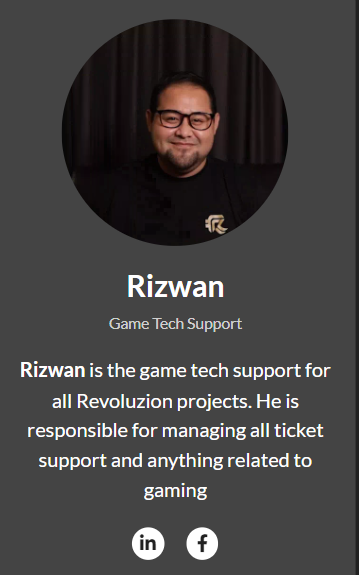 Rizwan
Game Tech Support
Rizwan is the game tech support for
all Revoluzion projects. He is
responsible for managing all ticket
support and anything related to
gaming
in
f